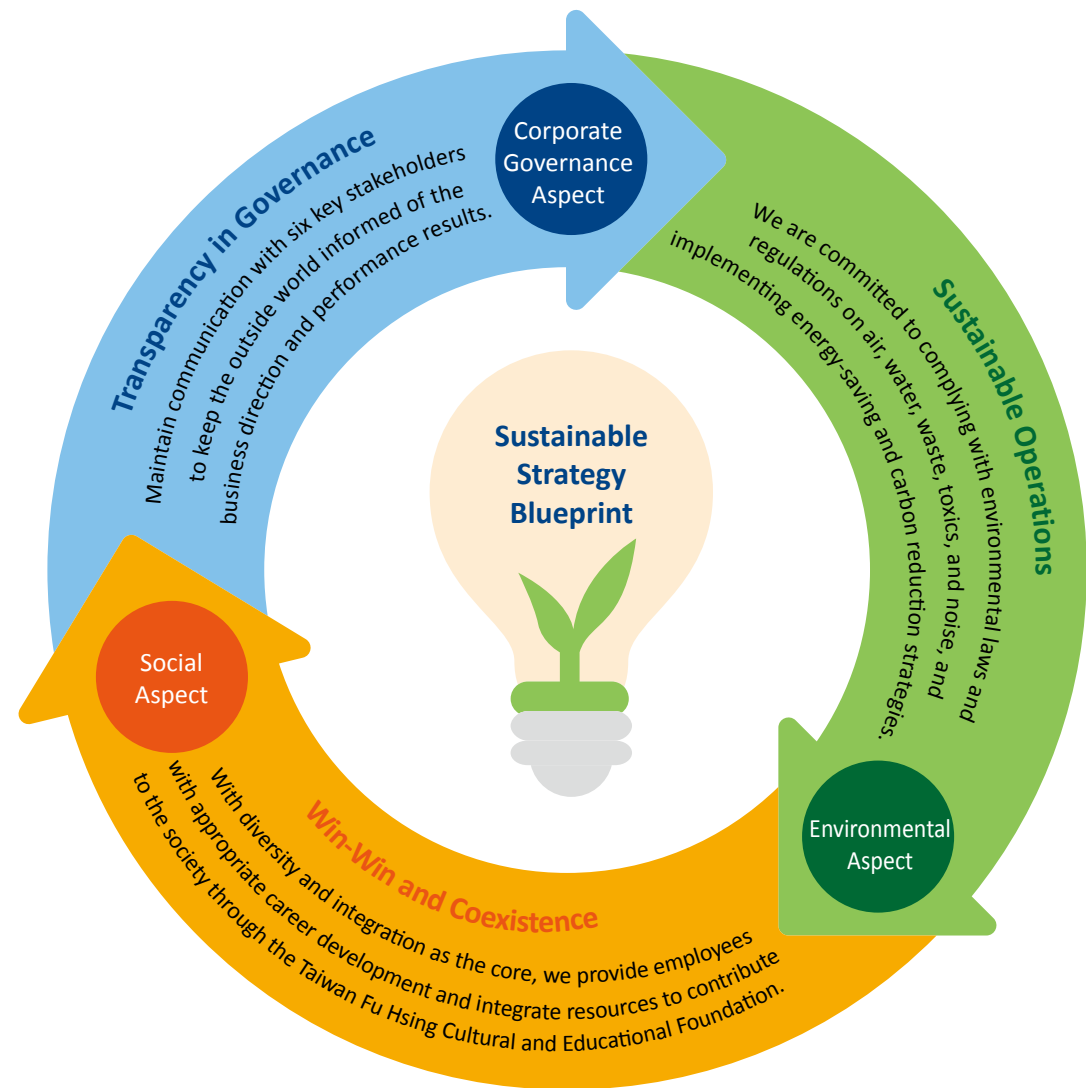 Corporate
Governance
Aspect
Transparency in Governance
Maintain communication with six key stakeholders
to keep the outside world informed of the
business direction and performance results.
Sustainable Operations
We are committed to complying with environmental laws and
regulations on air, water, waste, toxics, and noise, and
implementing energy-saving and carbon reduction strategies.
Sustainable
Strategy
Blueprint
Environmental
Aspect
Social
Aspect
Win-Win and Coexistence
With diversity and integration as the core, we provide employees
with appropriate career development and integrate resources to contribute
to the society through the Taiwan Fu Hsing Cultural and Educational Foundation.